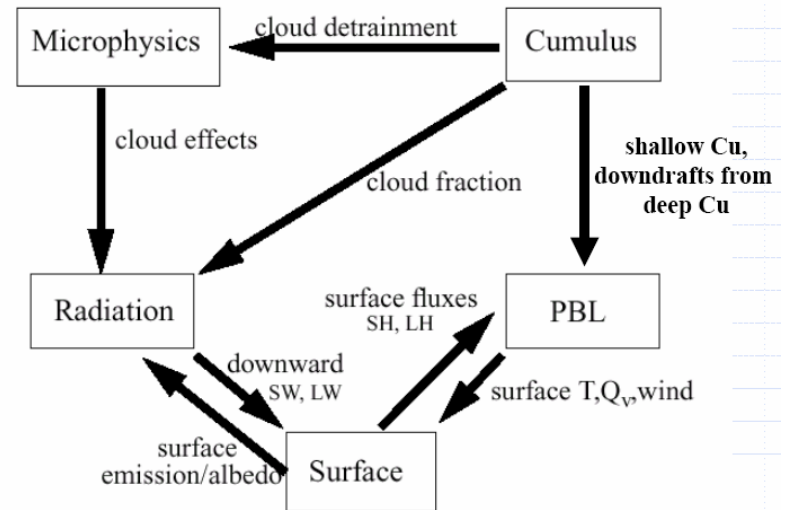 Microphysics
cloud detrainment
Cumulus
cloud effects
cloud fraction
shallow Cu,
downdrafts from
deep Cu
Radiation
surface fluxes
SH, LH
PBL
downward
SW, LW
surface T,Qv,wind
surface
emission/albedo
Surface